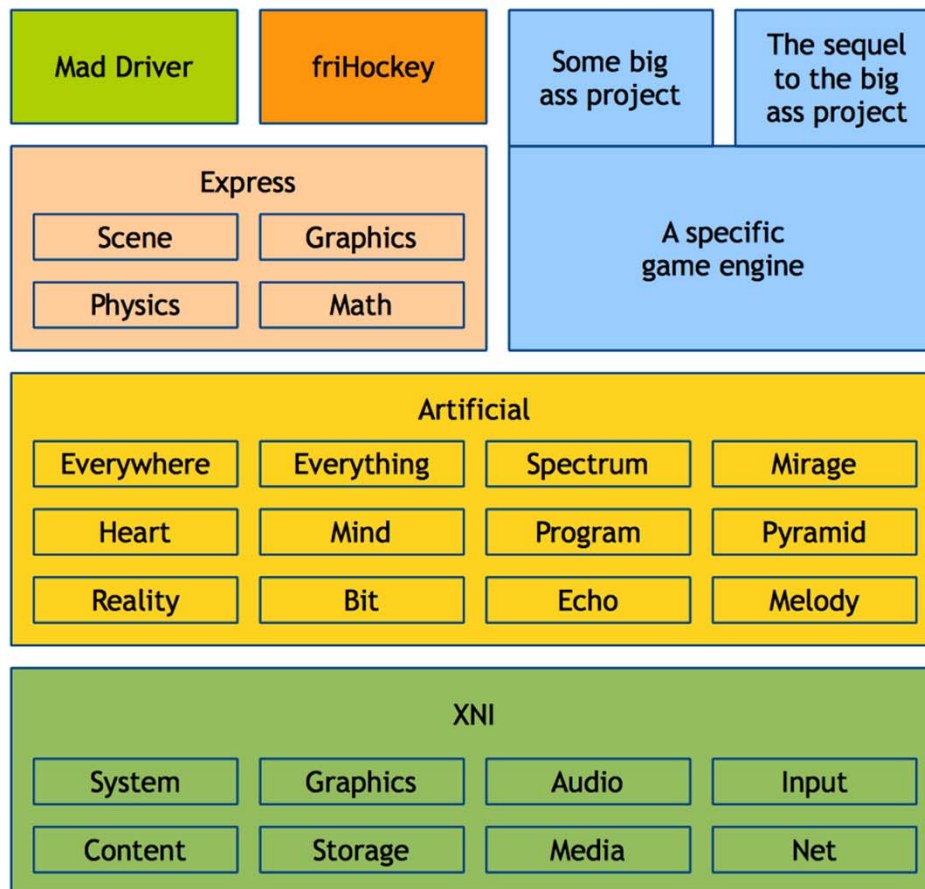 Mad Driver
friHockey
Some big
ass project
The sequel
to the big
ass project
Express
Scene
Graphics
Physics
Math
A specific
game engine
Artificial
Everywhere
Everything
Spectrum
Mirage
Heart
Mind
Program
Pyramid
Reality
Bit
Echo
Melody
XNI
System
Graphics
Audio
Input
Content
Storage
Media
Net